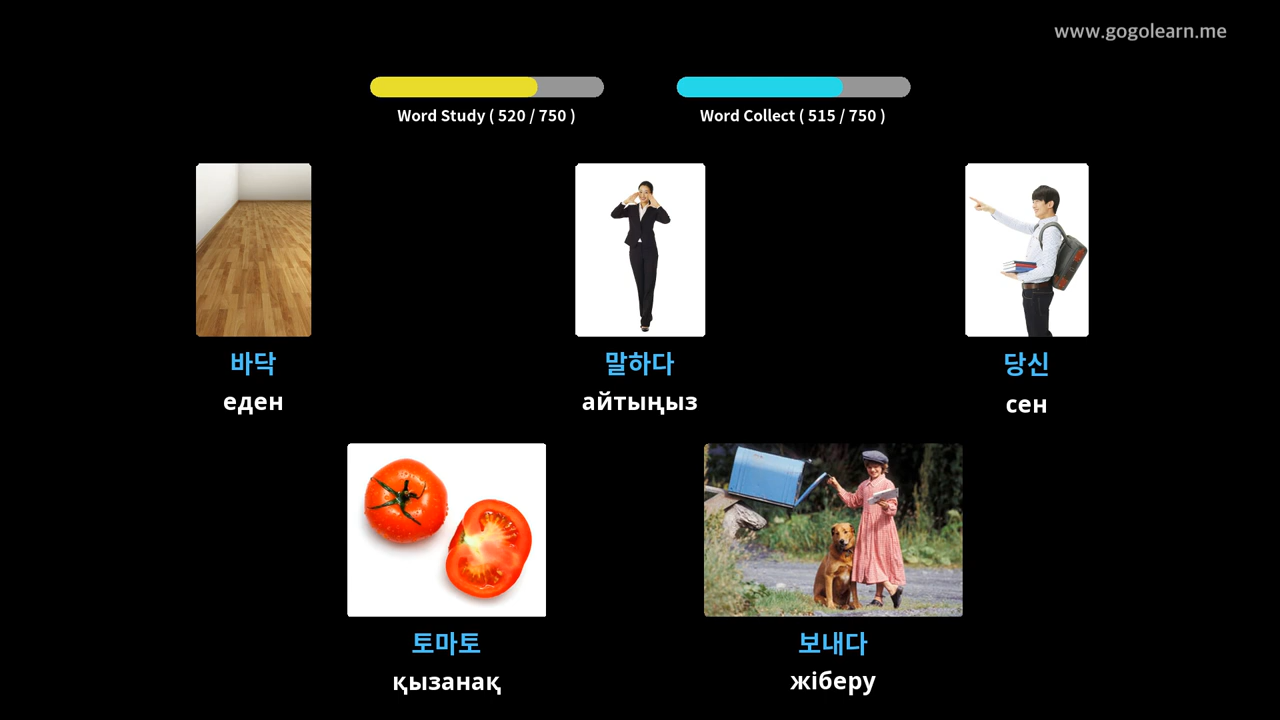 www.gogolearn.me
Word Study ( 520 / 750 )
Word Collect ( 515 / 750 )
바닥
еден
말하다
айтыңыз
당신
сен
토마토
қызанақ
보내다
жіберу